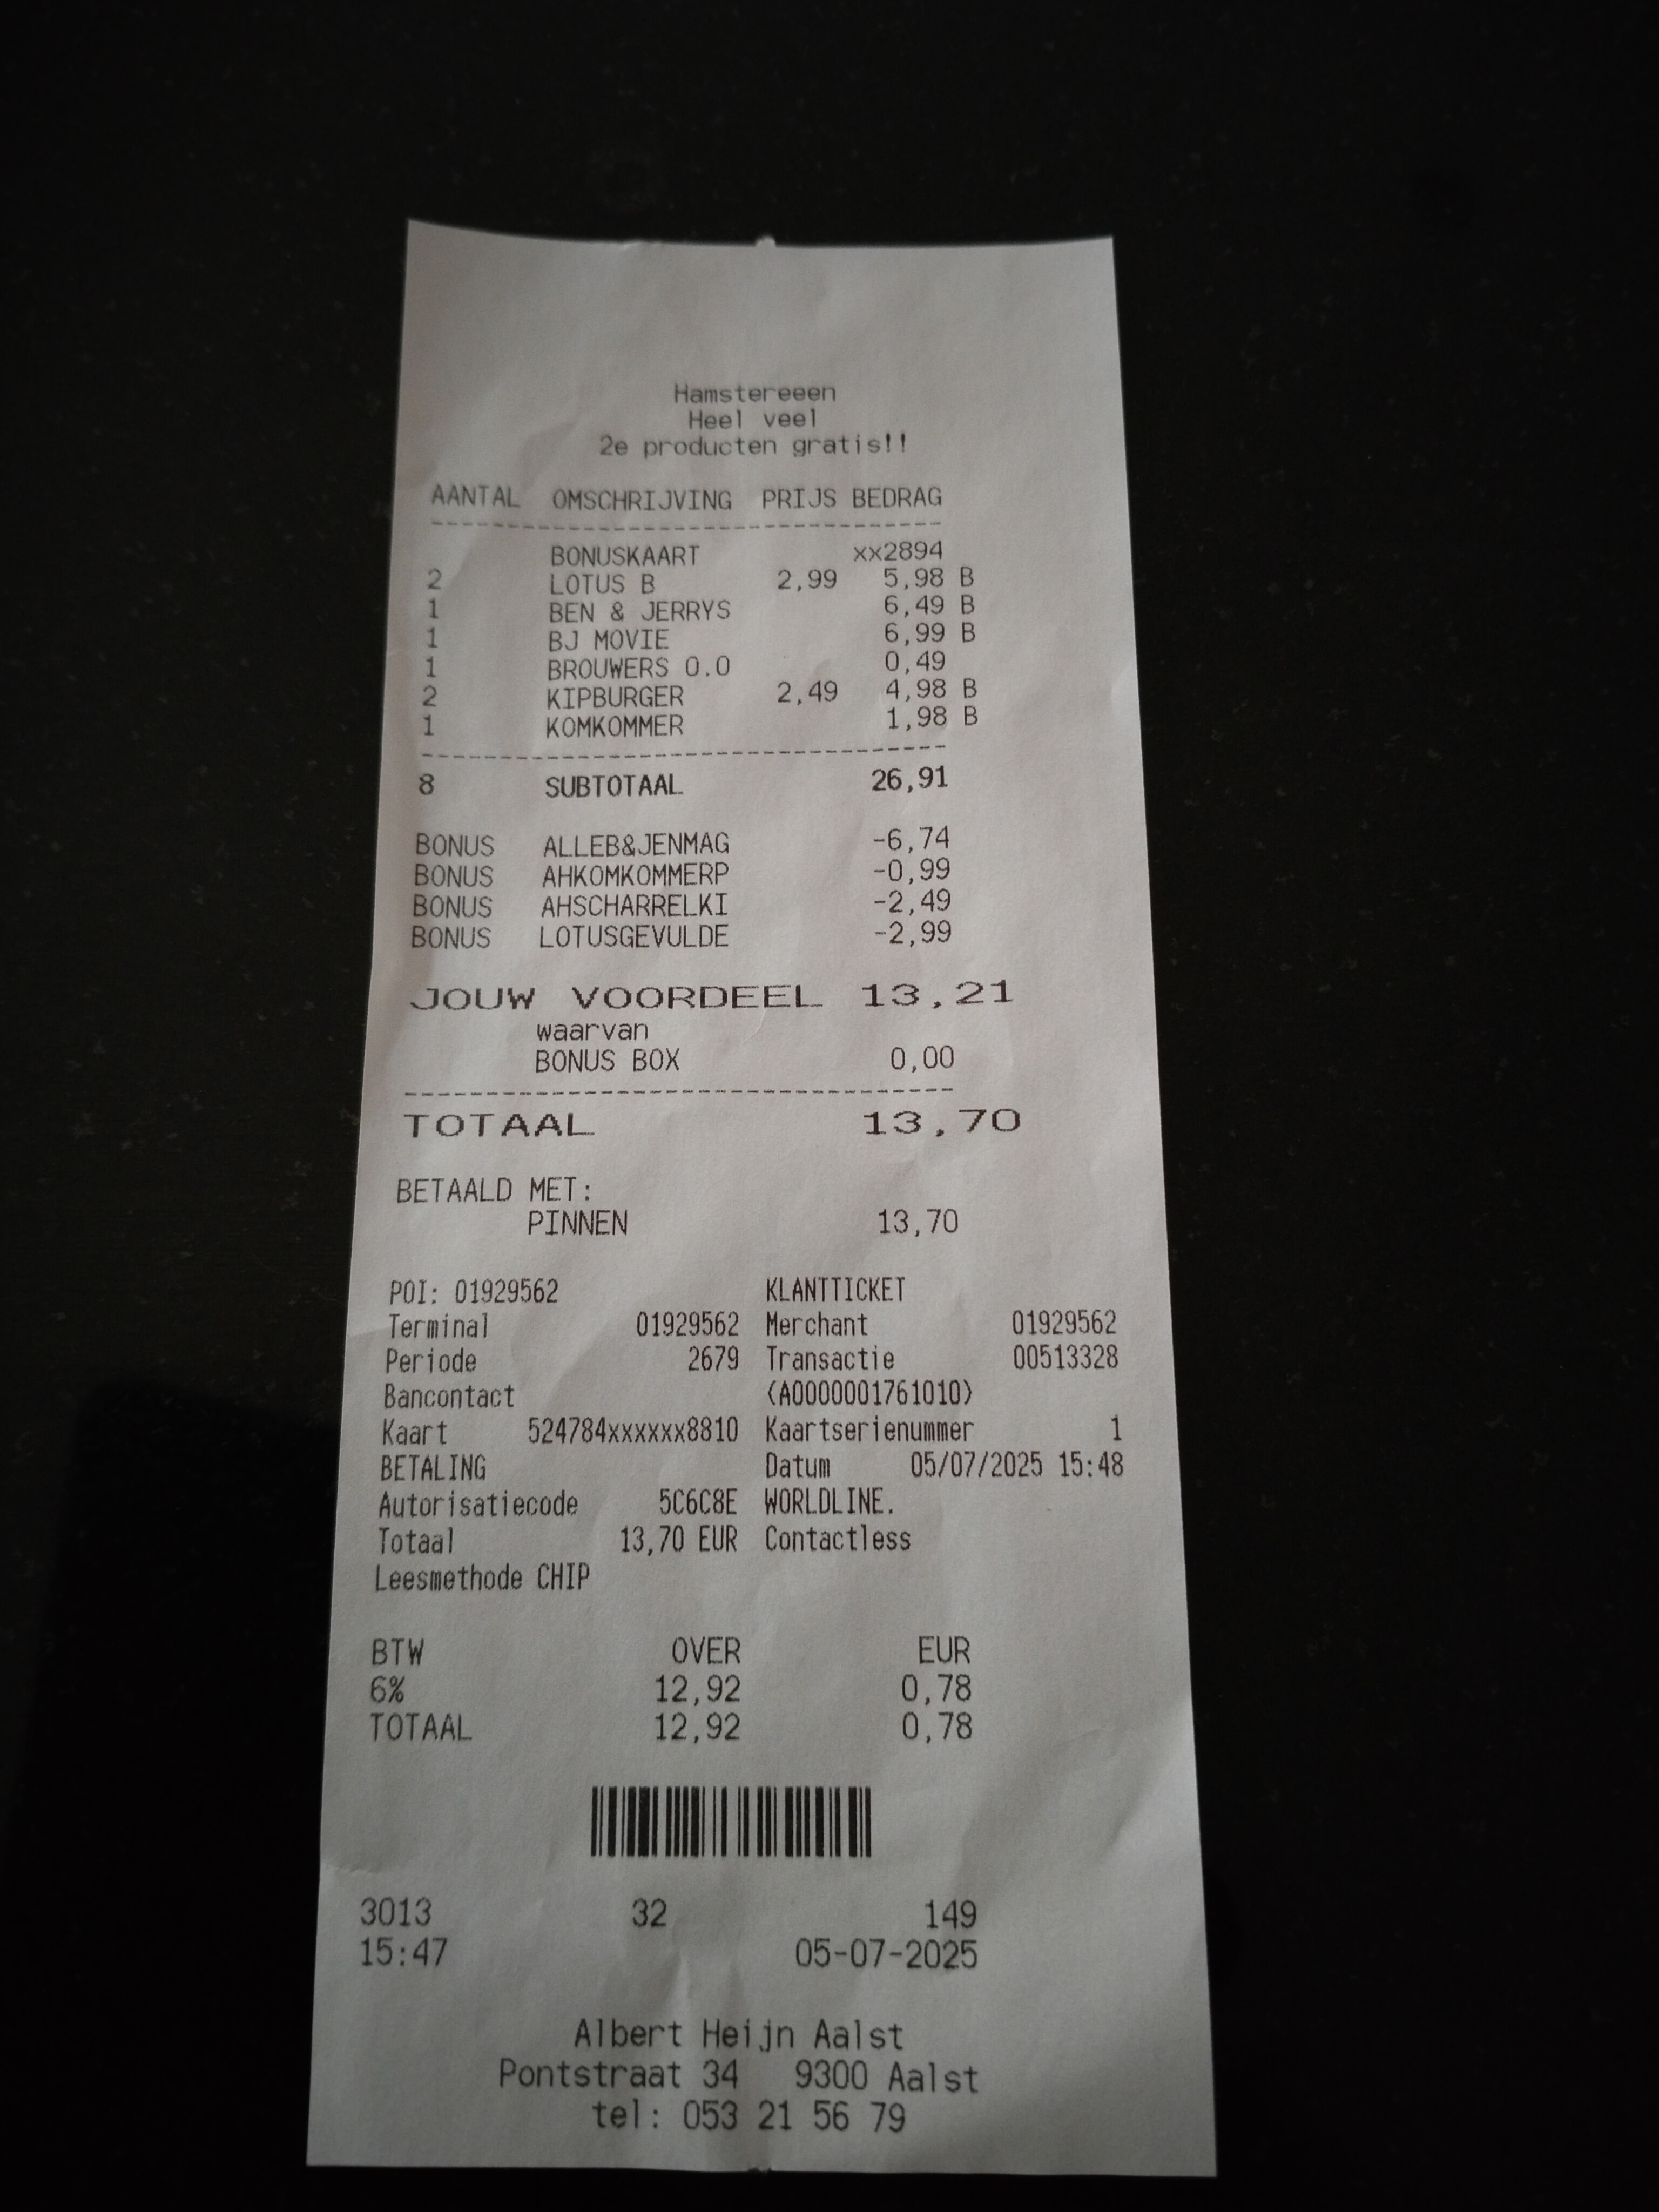 Hamstereeen
Heel veel
2e producten gratis!!
AANTAL OMSCHRIJVING PRIJS BEDRAG
BONUSKAART xx2894
2 LOTUS B 2,99 5,98 B
1 BEN & JERRYS 6,49 B
1 BJ MOVIE 6,99 B
1 BROUWERS 0.0 0,49
2 KIPBURGER 2,49 4,98 B
1 KOMKOMMER 1,98 B
8 SUBTOTAAL 26,91
BONUS ALLEB&JENMAG -6,74
BONUS AHKOMKOMMERP -0,99
BONUS AHSCHARRELKI -2,49
BONUS LOTUSGEVULDE -2,99
JOUW VOORDEEL 13,21
waarvan
BONUS BOX 0,00
TOTAAL 13,70
BETAALD MET:
PINNEN 13,70
POI: 01929562 KLANTTICKET
Terminal 01929562 Merchant 01929562
Periode 2679 Transactie 00513328
Bancontact (A0000001761010)
Kaart 524784xxxxxx8810 Kaartserienummer 1
BETALING Datum 05/07/2025 15:48
Autorisatiecode 5C6C8E WORLDLINE.
Totaal 13,70 EUR Contactless
Leesmethode CHIP
BTW OVER EUR
6% 12,92 0,78
TOTAAL 12,92 0,78
3013 32 149
15:47 05-07-2025
Albert Heijn Aalst
Pontstraat 34 9300 Aalst
tel: 053 21 56 79